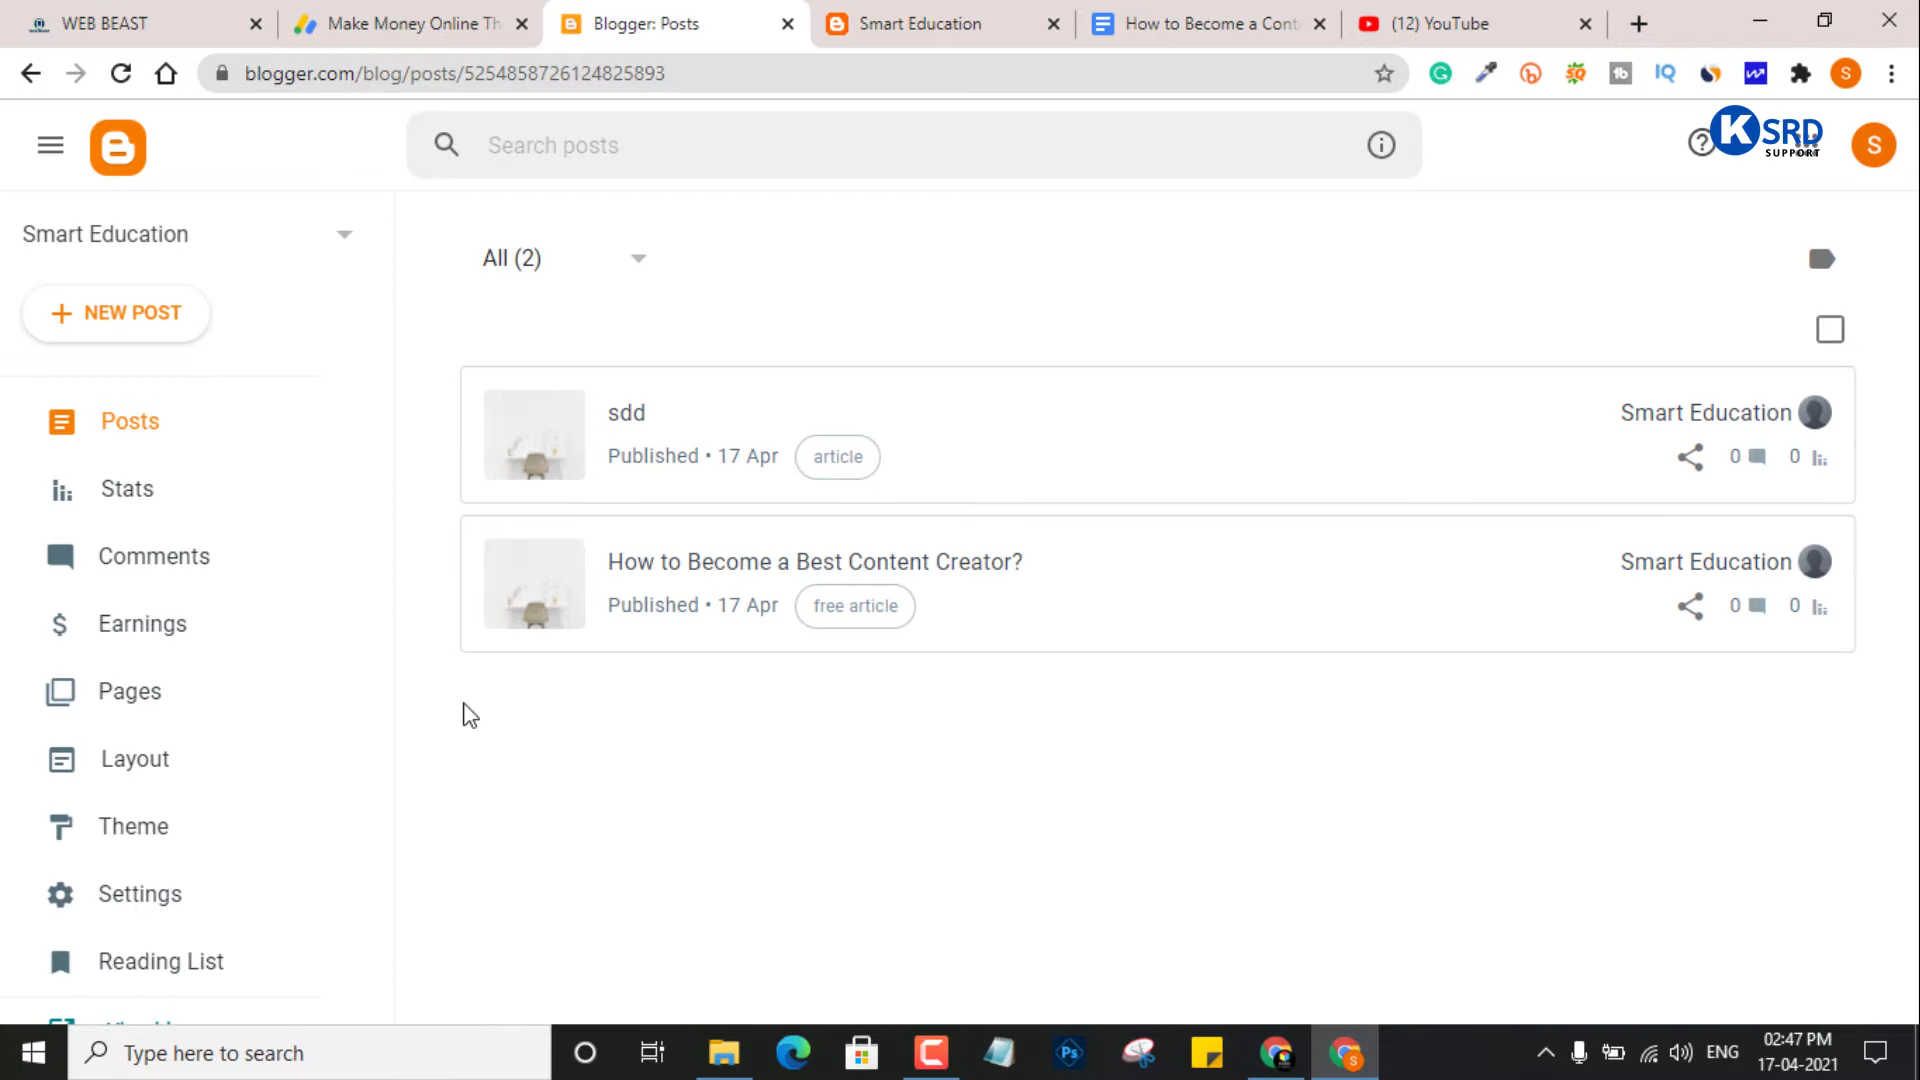 WEB BEAST
Make Money Online Th
Blogger: Posts
Smart Education
How to Become a Cont
(12) YouTube
blogger.com/blog/posts/5254858726124825893
Search posts
KSRD
SUPPORT
S
Smart Education
All (2)
NEW POST
sdd
Smart Education
Published • 17 Apr
article
0
0
How to Become a Best Content Creator?
Smart Education
Published • 17 Apr
free article
0
0
Posts
Stats
Comments
Earnings
Pages
Layout
Theme
Settings
Reading List
Type here to search
ENG
02:47 PM
17-04-2021